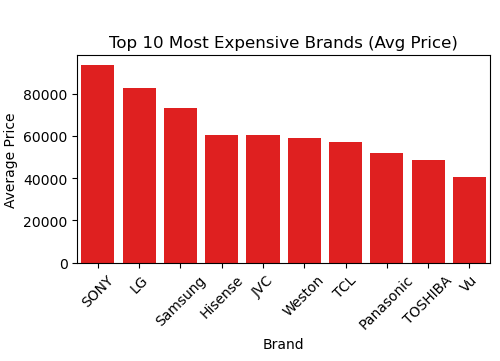 Top 10 Most Expensive Brands (Avg Price)
Average Price
80000
60000
40000
20000
0
SONY
LG
Samsung
Hisense
JVC
Weston
TCL
Panasonic
TOSHIBA
Vu
Brand